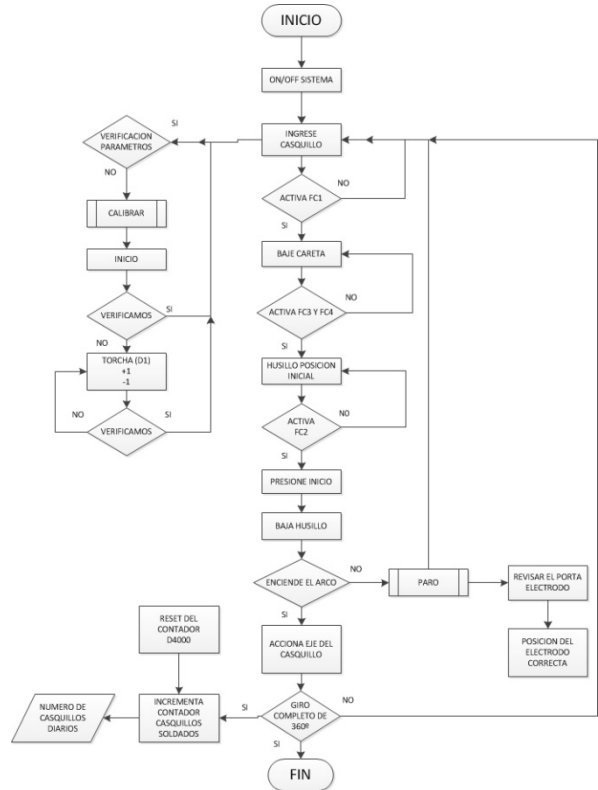 INICIO
ON/OFF SISTEMA
INGRESE
CASQUILLO
SI
VERIFICACION
PARAMETROS
NO
CALIBRAR
INICIO
VERIFICAMOS
SI
NO
TORCHA (D1)
+1
-1
NO
SI
VERIFICAMOS
NO
ACTIVA FC1
SI
BAJE CARETA
ACTIVA FC3 Y FC4
NO
SI
HUSILLO POSICION
INICIAL
NO
ACTIVA
FC2
SI
PRESIONE INICIO
BAJA HUSILLO
ENCIENDE EL ARCO
NO
PARO
REVISAR EL PORTA
ELECTRODO
POSICION DEL
ELECTRODO
CORRECTA
SI
ACCIONA EJE DEL
CASQUILLO
RESET DEL
CONTADOR
D4000
GIRO
COMPLETO DE
360º
NO
SI
INCREMENTA
CONTADOR
CASQUILLOS
SOLDADOS
NUMERO DE
CASQUILLOS
DIARIOS
SI
FIN